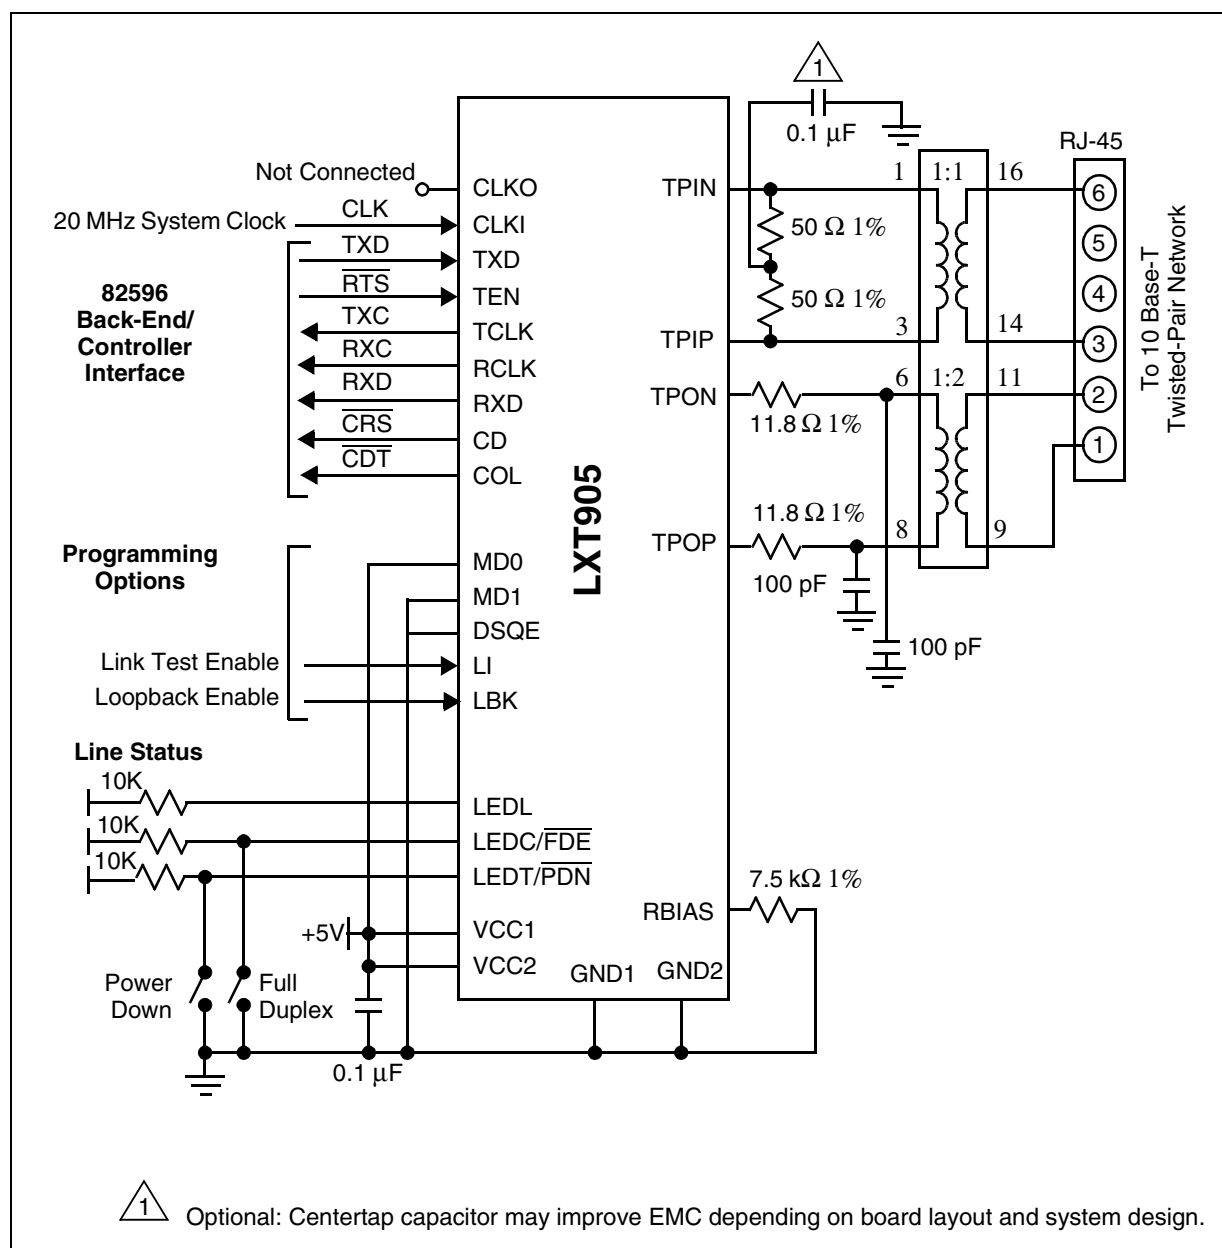 1
0.1 µF
RJ-45
Not Connected
CLKO
TPIN
1
1:1
16
6
20 MHz System Clock
CLK
CLKI
50 Ω 1%
5
TXD
TXD
82596
Back-End/
Controller
Interface
RTS
TEN
50 Ω 1%
4
TXC
TCLK
TPIP
3
14
3
RXC
RCLK
RXD
RXD
TPON
11.8 Ω 1%
6
1:2
11
2
CRS
CD
1
CDT
COL
To 10 Base-T
Twisted-Pair Network
LXT905
11.8 Ω 1%
TPOP
8
9
Programming
Options
MD0
100 pF
MD1
DSQE
100 pF
Link Test Enable
LI
Loopback Enable
LBK
Line Status
10K
LEDL
10K
LEDC/FDE
10K
LEDT/PDN
7.5 kΩ 1%
RBIAS
+5V
VCC1
VCC2
GND1
GND2
Power
Down
Full
Duplex
0.1 µF
1
Optional: Centertap capacitor may improve EMC depending on board layout and system design.